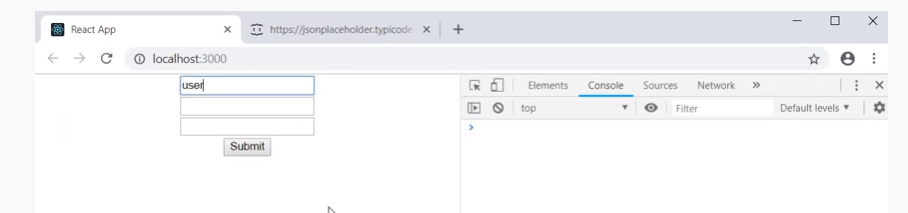 React App https://jsonplaceholder.typicode
localhost:3000
user
Submit
Elements Console Sources Network
top Filter Default levels